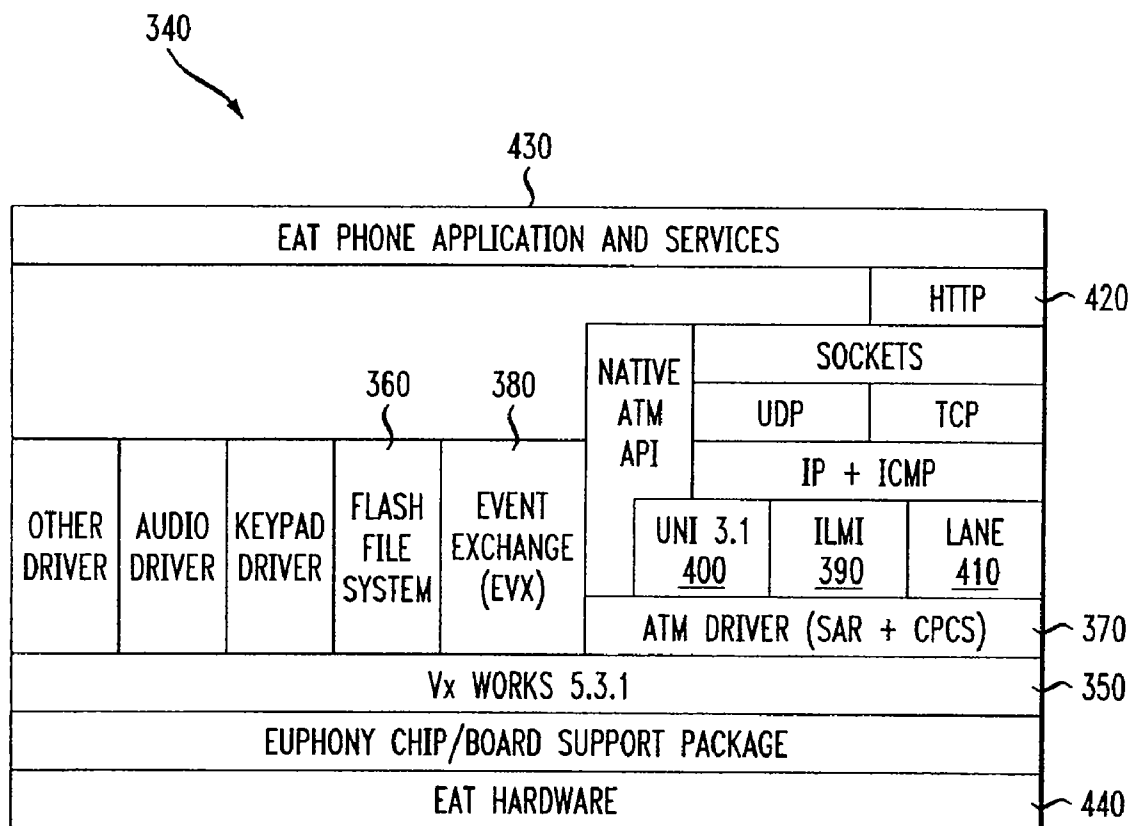 340
430
EAT PHONE APPLICATION AND SERVICES
HTTP
420
NATIVE
ATM
API
SOCKETS
UDP
TCP
IP + ICMP
360
380
OTHER
DRIVER
AUDIO
DRIVER
KEYPAD
DRIVER
FLASH
FILE
SYSTEM
EVENT
EXCHANGE
(EVX)
UNI 3.1
400
ILMI
390
LANE
410
ATM DRIVER (SAR + CPCS)
370
Vx WORKS 5.3.1
350
EUPHONY CHIP/BOARD SUPPORT PACKAGE
EAT HARDWARE
440